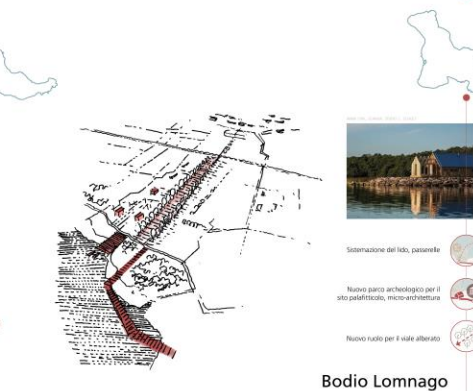 Sistemazione del lido, passerelle
Nuovo parco archeologico per il
sito palafitticolo, micro-architettura
Nuovo ruolo per il viale alberato
Bodio Lomnago